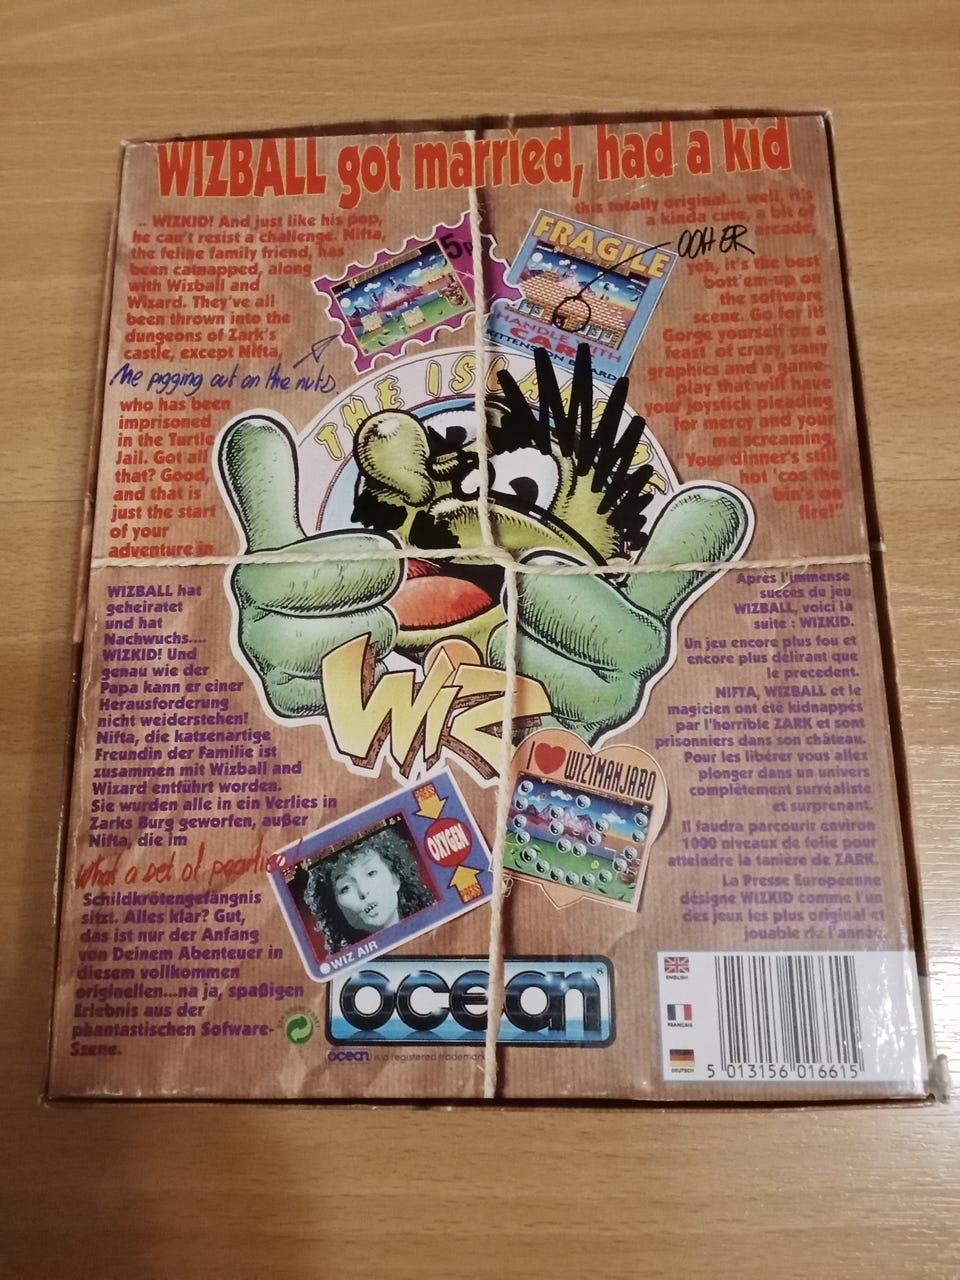 WIZBALL got married, had a kid
... WIZKID! And just like his pop,
he can't resist a challenge. Nifta,
the feline family friend, has
been catnapped, along
with Wizball and
Wizard. They've all
been thrown into the
dungeons of Zark's
castle, except Nifta,
Me pigging out on the nuts
who has been
imprisoned
in the Turtle
Jail. Got all
that? Good,
and that is
just the start
of your
adventure in
this totally original... well, it's
a kinda cute, a bit of
arcade,
yeh, it's the best
bott'em-up on
the software
scene. Go for it!
Gorge yourself on a
feast of crazy, zany
graphics and a game-
play that will have
your joystick pleading
for mercy and your
ma screaming,
"Your dinner's still
hot 'cos the
bin's on
fire!"
5p
FRAGILE
OOH ER
HANDLE WITH
CARE
KITTENS ON BOARD
THE
WIZ
WIZBALL hat
geheiratet
und hat
Nachwuchs....
WIZKID! Und
genau wie der
Papa kann er einer
Herausforderung
nicht weiderstehen!
Nifta, die katzenartige
Freundin der Familie ist
zusammen mit Wizball and
Wizard entführt worden.
Sie wurden alle in ein Verlies in
Zarks Burg geworfen, außer
Nifta, die im
What a set of pearlies!
Schildkrötengefängnis
sitzt. Alles klar? Gut,
das ist nur der Anfang
von Deinem Abenteuer in
diesem vollkommen
originellen...na ja, spaßigen
Erlebnis aus der
phantastischen Sofware-
Szene.
Après l'immense
succès du jeu
WIZBALL, voici la
suite : WIZKID.
Un jeu encore plus fou et
encore plus délirant que
le precedent.
NIFTA, WIZBALL et le
magicien ont été kidnappés
par l'horrible ZARK et sont
prisonniers dans son château.
Pour les libérer vous allez
plonger dans un univers
complètement surréaliste
et surprenant.
Il faudra parcourir environ
1000 niveaux de folie pour
atteindre la tanière de ZARK.
La Presse Europeenne
désigne WIZKID comme l'un
des jeux les plus original et
jouable de l'année.
I ♥ WIZIMANJARO
PRESS
OXYGEN
PRESS
WIZ AIR
ocean®
ocean is a registered trademark
ENGLISH
FRANÇAIS
DEUTSCH
5 013156 016615